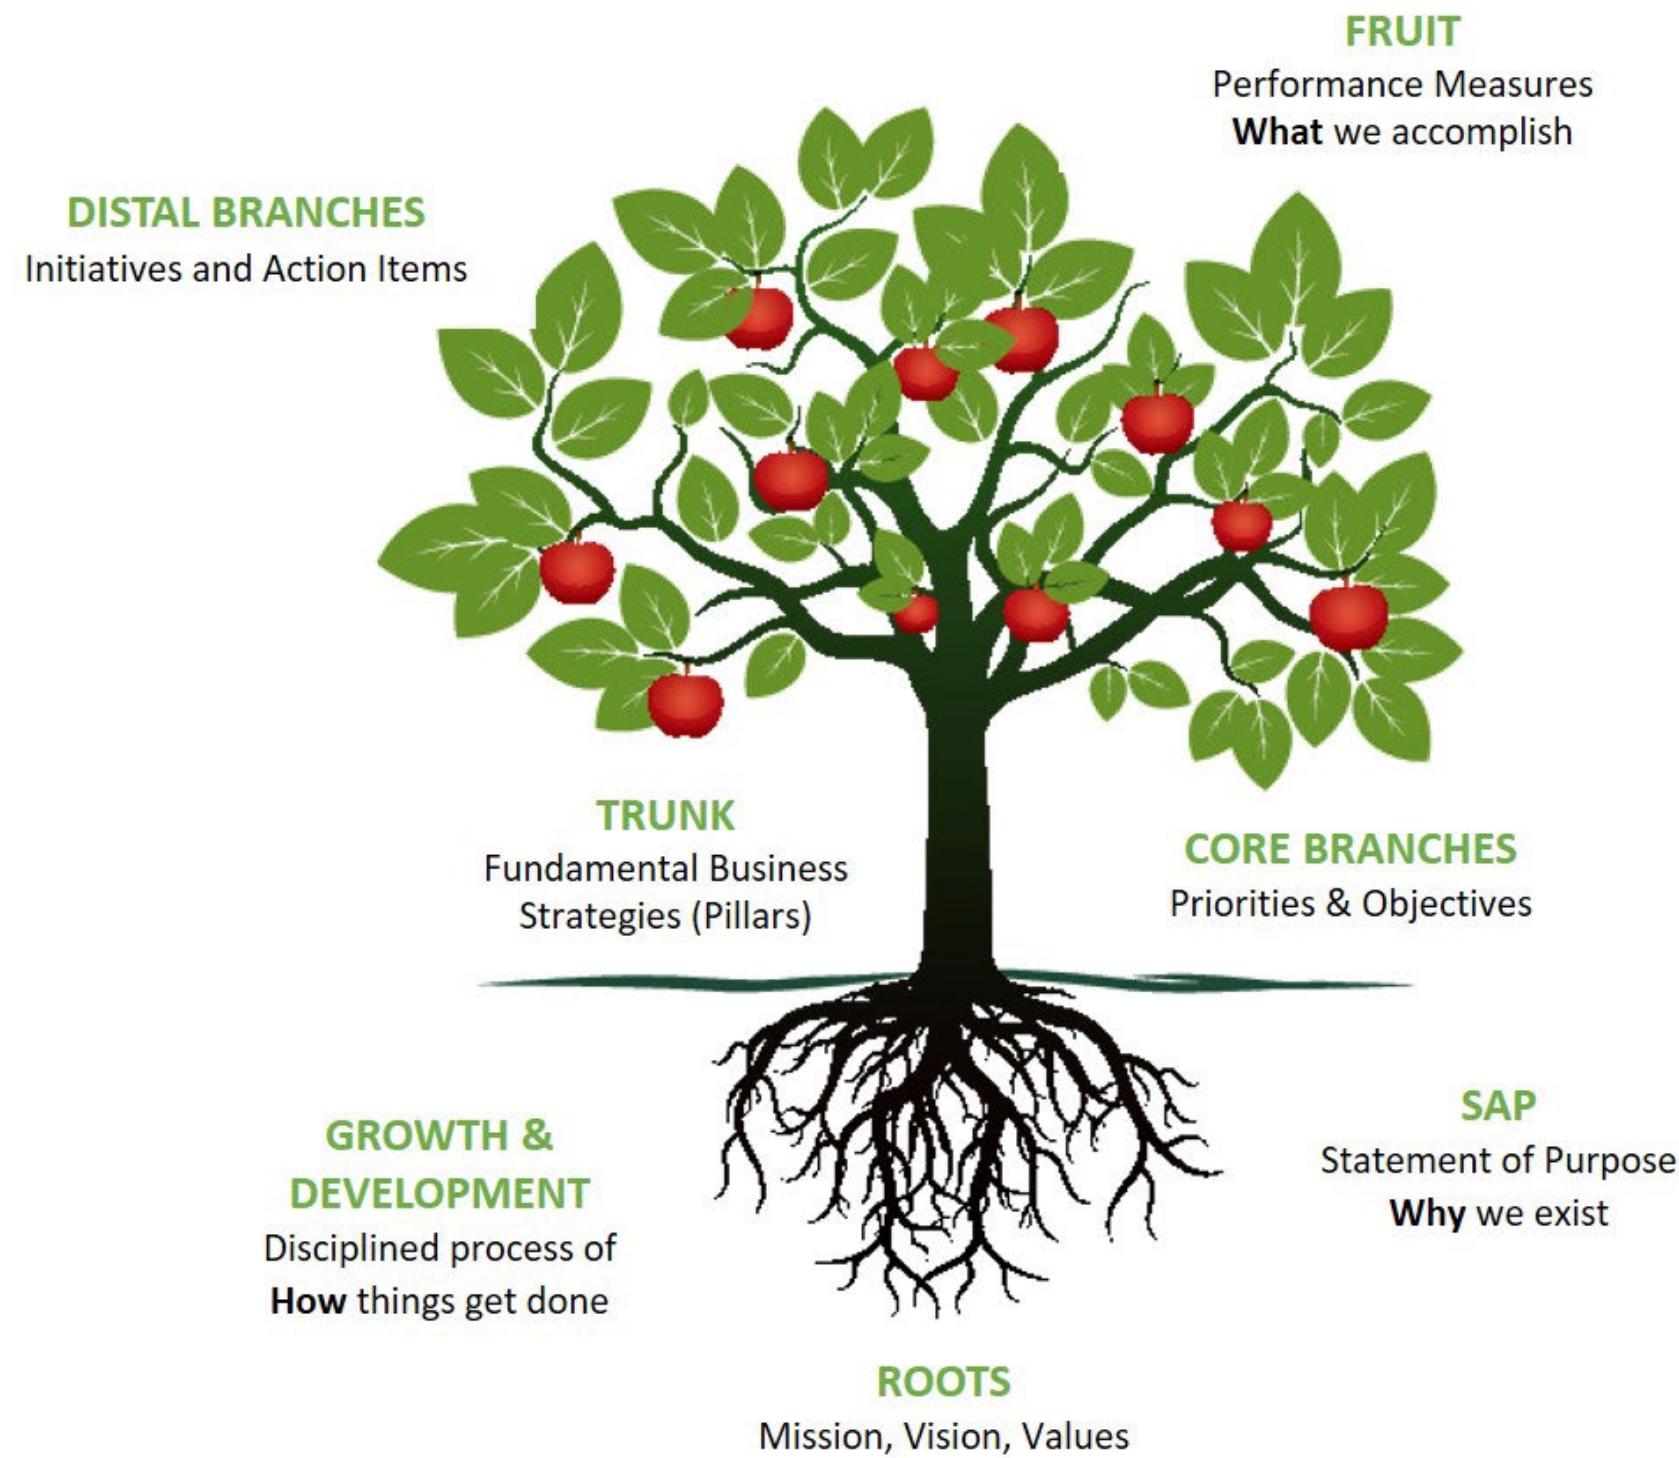 FRUIT
Performance Measures
What we accomplish
DISTAL BRANCHES
Initiatives and Action Items
TRUNK
Fundamental Business
Strategies (Pillars)
CORE BRANCHES
Priorities & Objectives
GROWTH &
DEVELOPMENT
Disciplined process of
How things get done
SAP
Statement of Purpose
Why we exist
ROOTS
Mission, Vision, Values